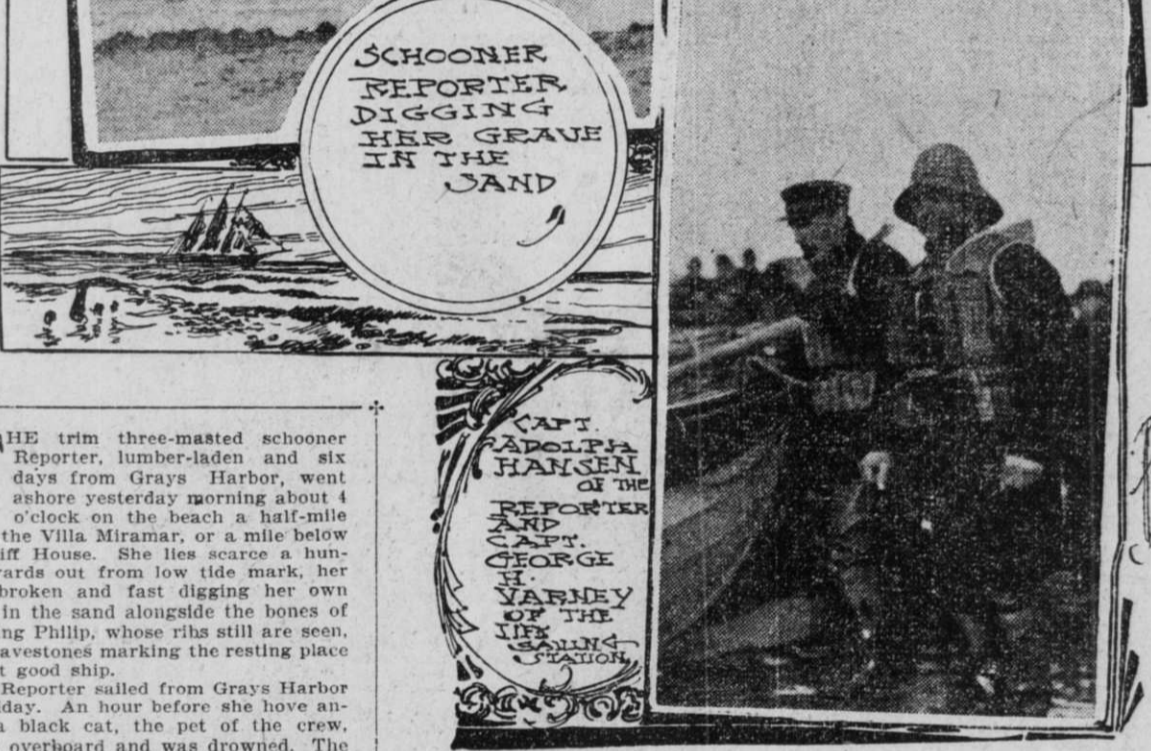 SCHOONER
REPORTER
DIGGING
HER GRAVE
IN THE
SAND
CAPT.
ADOLPH
HANSEN
OF THE
REPORTER
AND
CAPT.
GEORGE
H.
VARNEY
OF THE
LIFE
SAVING
STATION
HE trim three-masted schooner
Reporter, lumber-laden and six
days from Grays Harbor, went
ashore yesterday morning about 4
o'clock on the beach a half-mile
the Villa Miramar, or a mile below
iff House. She lies scarce a hun-
ards out from low tide mark, her
broken and fast digging her own
in the sand alongside the bones of
ng Philip, whose ribs still are seen,
avestones marking the resting place
t good ship.
Reporter sailed from Grays Harbor
day. An hour before she hove an-
a black cat, the pet of the crew,
overboard and was drowned. The